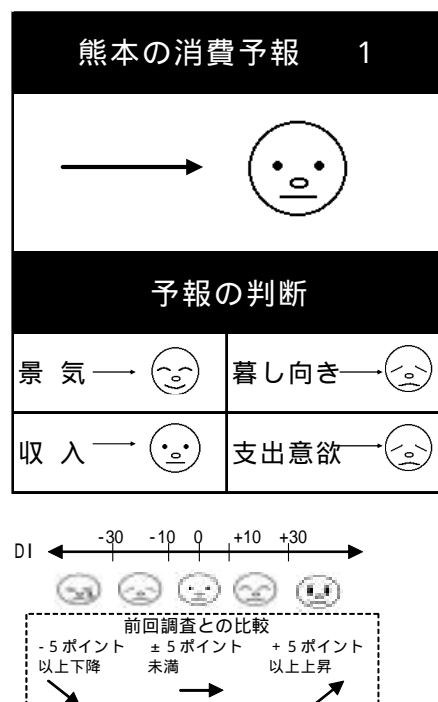 熊本の消費予報　1
予報の判断
景 気
暮し向き
収 入
支出意欲
DI -30 -10 0 +10 +30
前回調査との比較
-5ポイント ±5ポイント +5ポイント
以上下降 未満 以上上昇